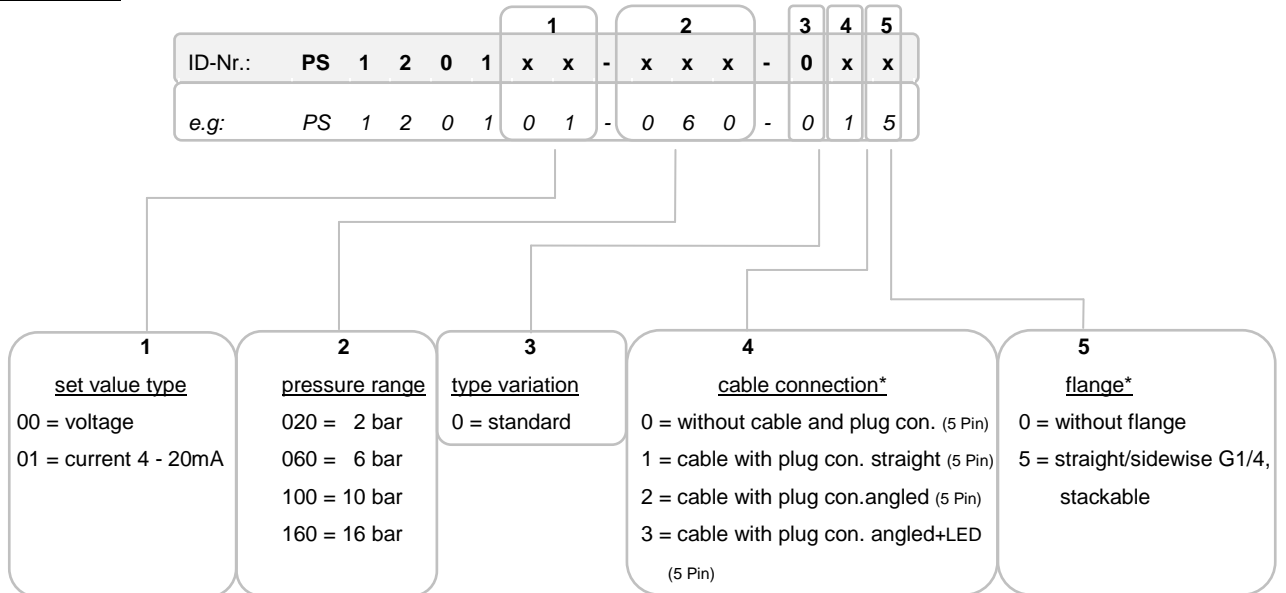 1 2 3 4 5
ID-Nr.: PS 1 2 0 1 x x - x x x - 0 x x
e.g: PS 1 2 0 1 0 1 - 0 6 0 - 0 1 5
1
set value type
00 = voltage
01 = current 4 - 20mA
2
pressure range
020 = 2 bar
060 = 6 bar
100 = 10 bar
160 = 16 bar
3
type variation
0 = standard
4
cable connection*
0 = without cable and plug con. (5 Pin)
1 = cable with plug con. straight (5 Pin)
2 = cable with plug con.angled (5 Pin)
3 = cable with plug con. angled+LED
(5 Pin)
5
flange*
0 = without flange
5 = straight/sidewise G1/4,
stackable